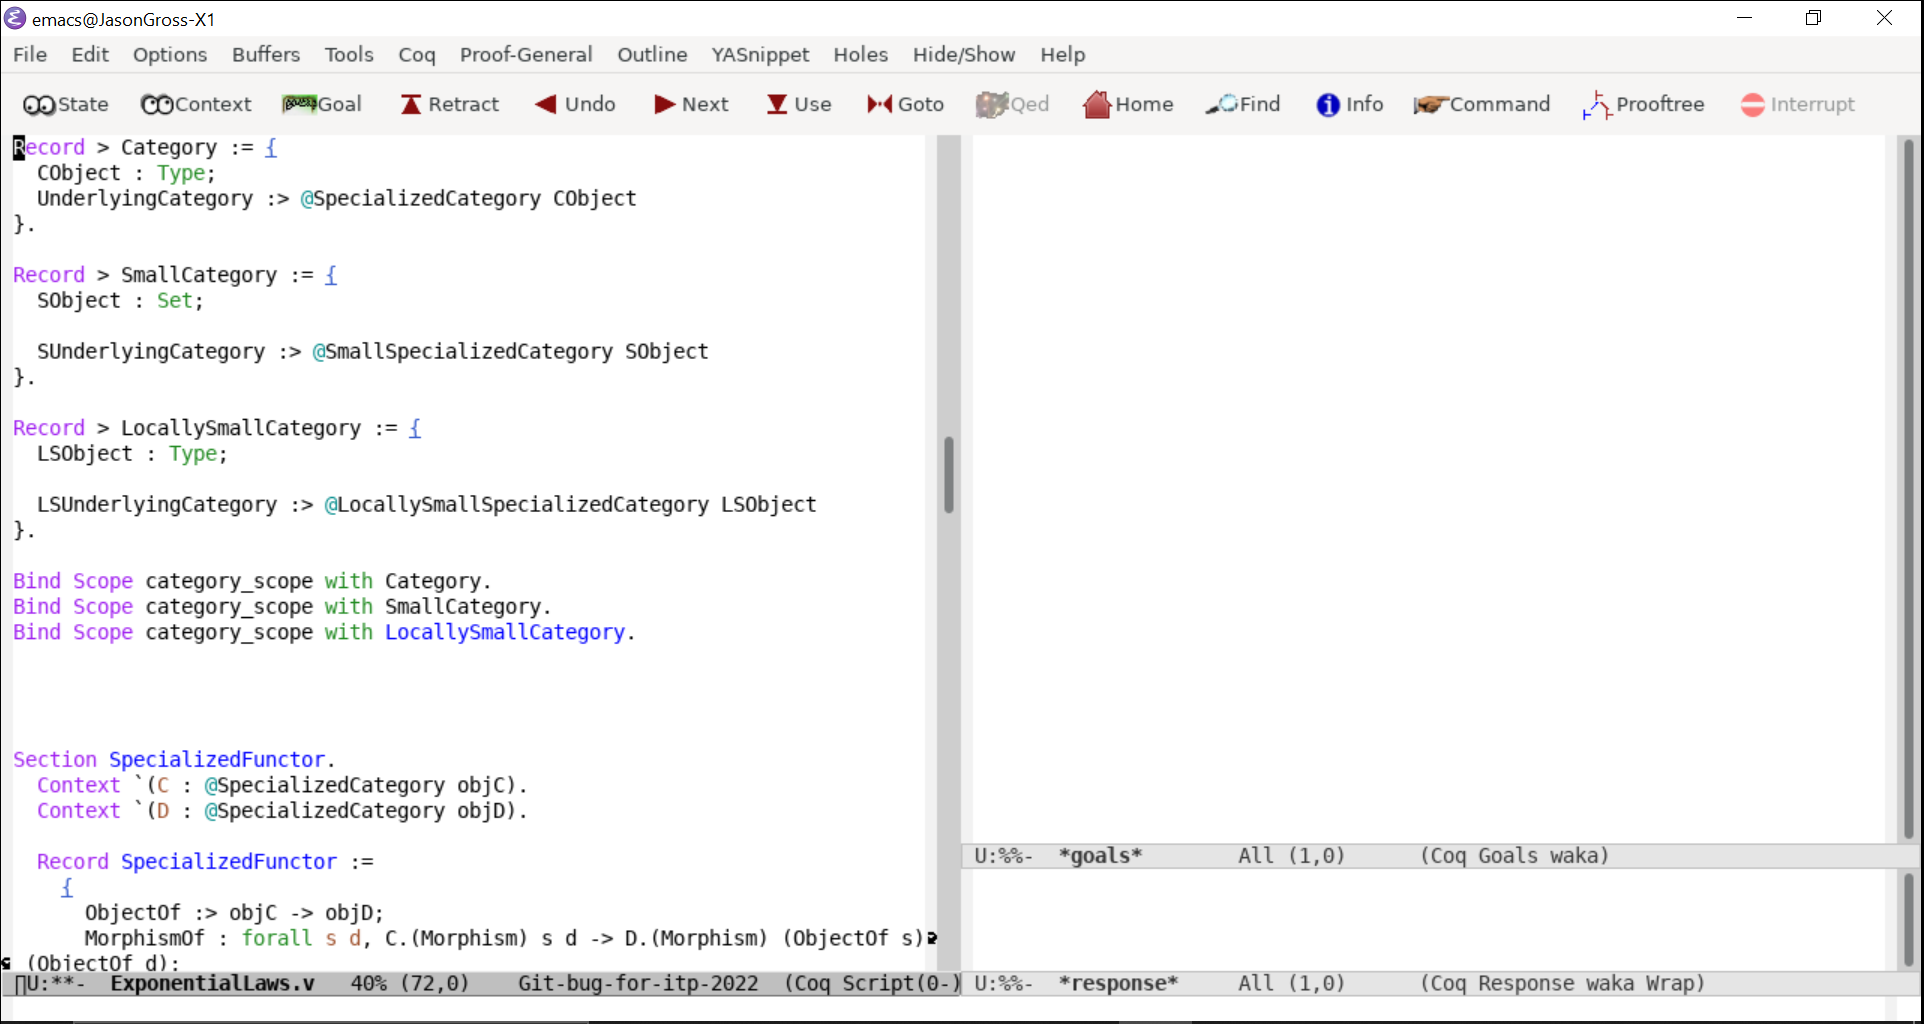 emacs@JasonGross-X1
File Edit Options Buffers Tools Coq Proof-General Outline YASnippet Holes Hide/Show Help
State Context Goal Retract Undo Next Use Goto Qed Home Find Info Command Prooftree Interrupt
Record > Category := {
  CObject : Type;
  UnderlyingCategory :> @SpecializedCategory CObject
}.
Record > SmallCategory := {
  SObject : Set;
  SUnderlyingCategory :> @SmallSpecializedCategory SObject
}.
Record > LocallySmallCategory := {
  LSObject : Type;
  LSUnderlyingCategory :> @LocallySmallSpecializedCategory LSObject
}.
Bind Scope category_scope with Category.
Bind Scope category_scope with SmallCategory.
Bind Scope category_scope with LocallySmallCategory.
Section SpecializedFunctor.
  Context `(C : @SpecializedCategory objC).
  Context `(D : @SpecializedCategory objD).
  Record SpecializedFunctor :=
    {
      ObjectOf :> objC -> objD;
      MorphismOf : forall s d, C.(Morphism) s d -> D.(Morphism) (ObjectOf s)
 (ObjectOf d);
U:**-  ExponentialLaws.v   40% (72,0)    Git-bug-for-itp-2022  (Coq Script(0-)
U:%%-  *goals*        All (1,0)      (Coq Goals waka)
U:%%-  *response*     All (1,0)      (Coq Response waka Wrap)